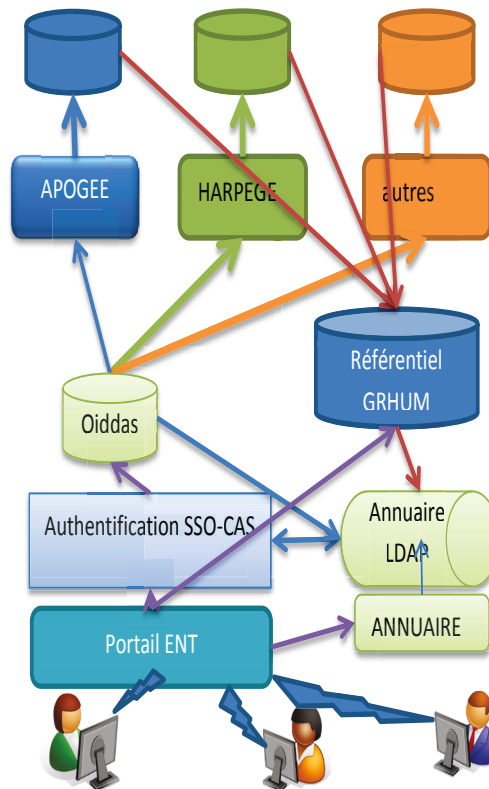 APOGEE
HARPEGE
autres
Référentiel
GRHUM
Oiddas
Authentification SSO-CAS
Annuaire
LDAP
ANNUAIRE
Portail ENT